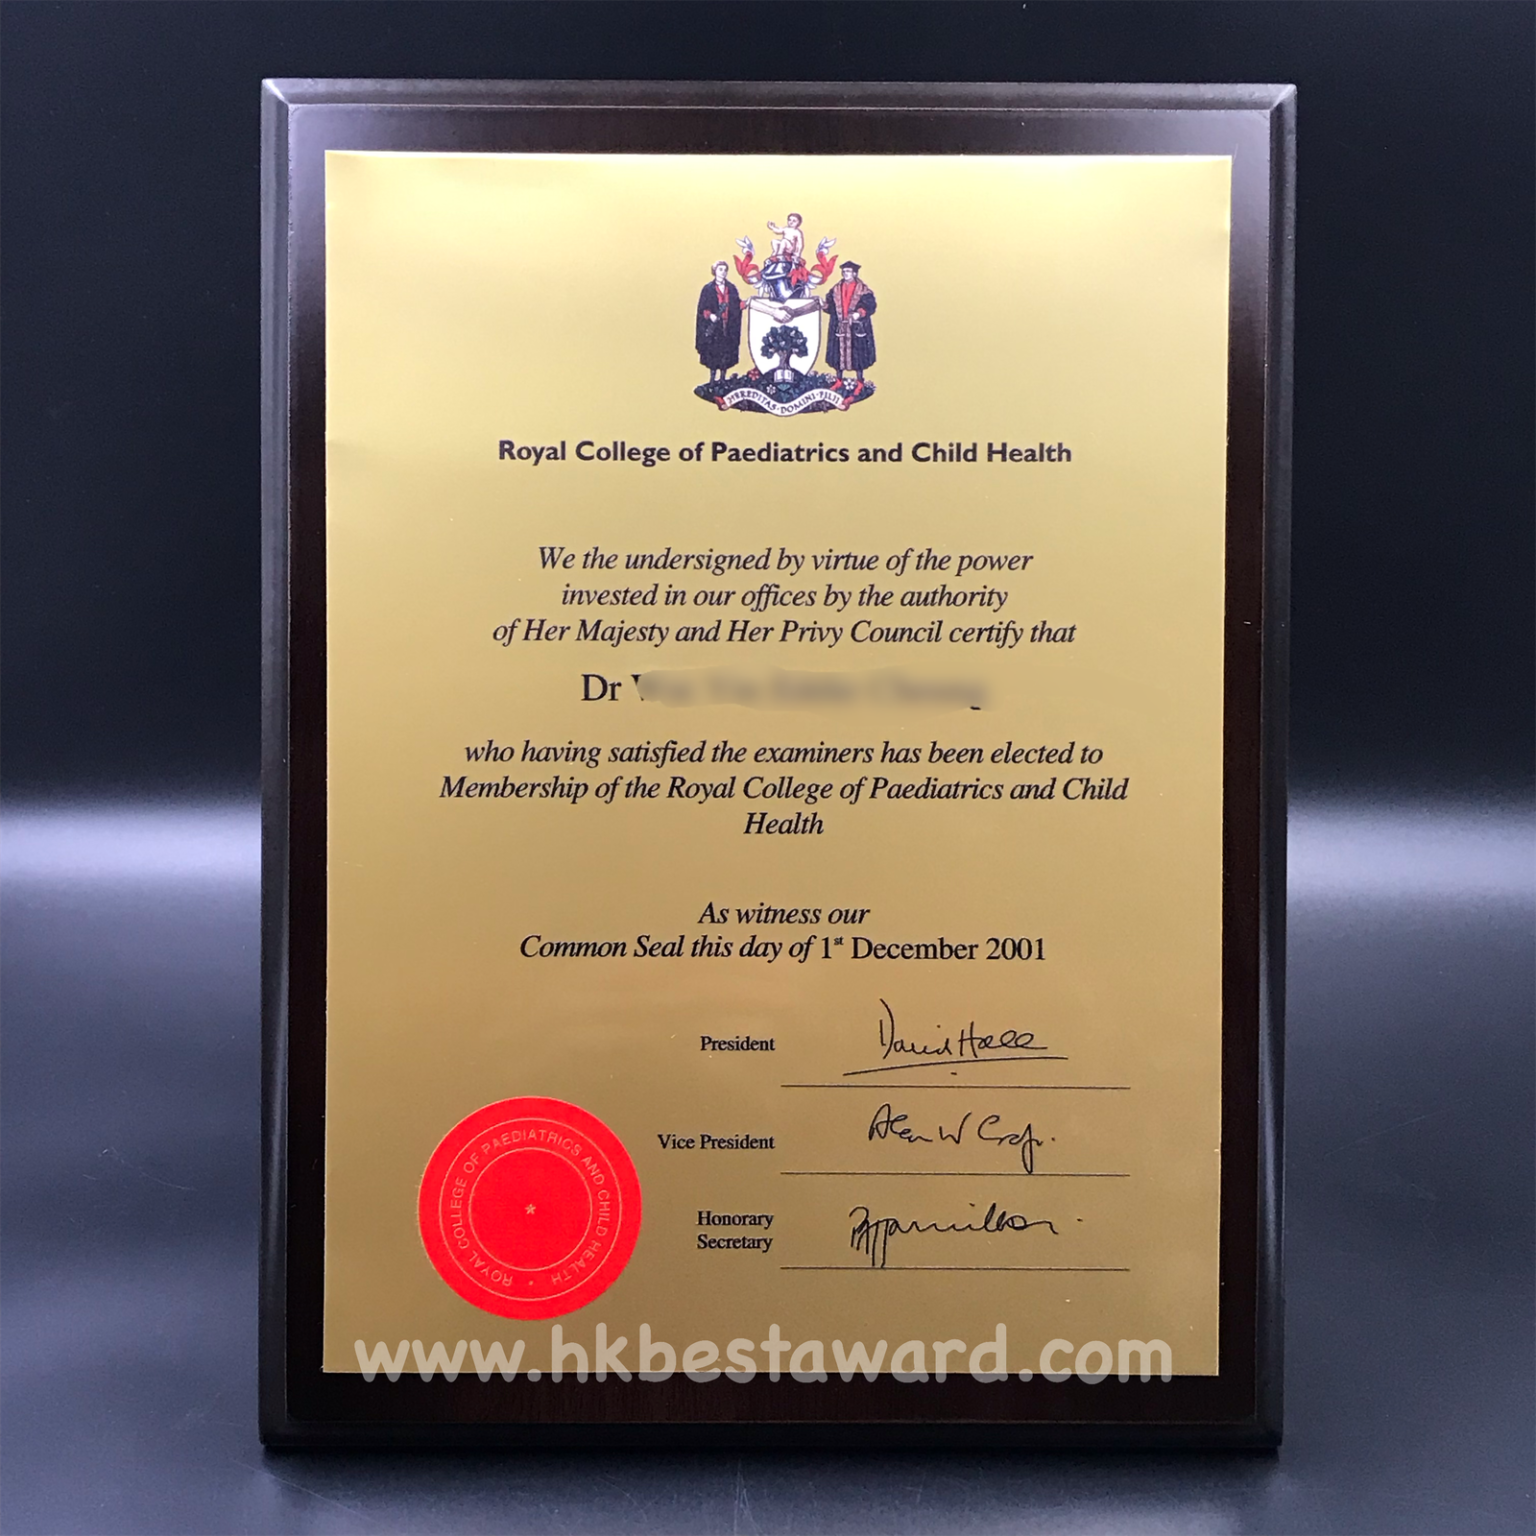 HEREDITAS·DOMINI·FILII
Royal College of Paediatrics and Child Health
We the undersigned by virtue of the power
invested in our offices by the authority
of Her Majesty and Her Privy Council certify that
Dr
who having satisfied the examiners has been elected to
Membership of the Royal College of Paediatrics and Child
Health
As witness our
Common Seal this day of 1st December 2001
President
David Hall
Vice President
Honorary
Secretary
ROYAL COLLEGE OF PAEDIATRICS AND CHILD HEALTH
www.hkbestaward.com